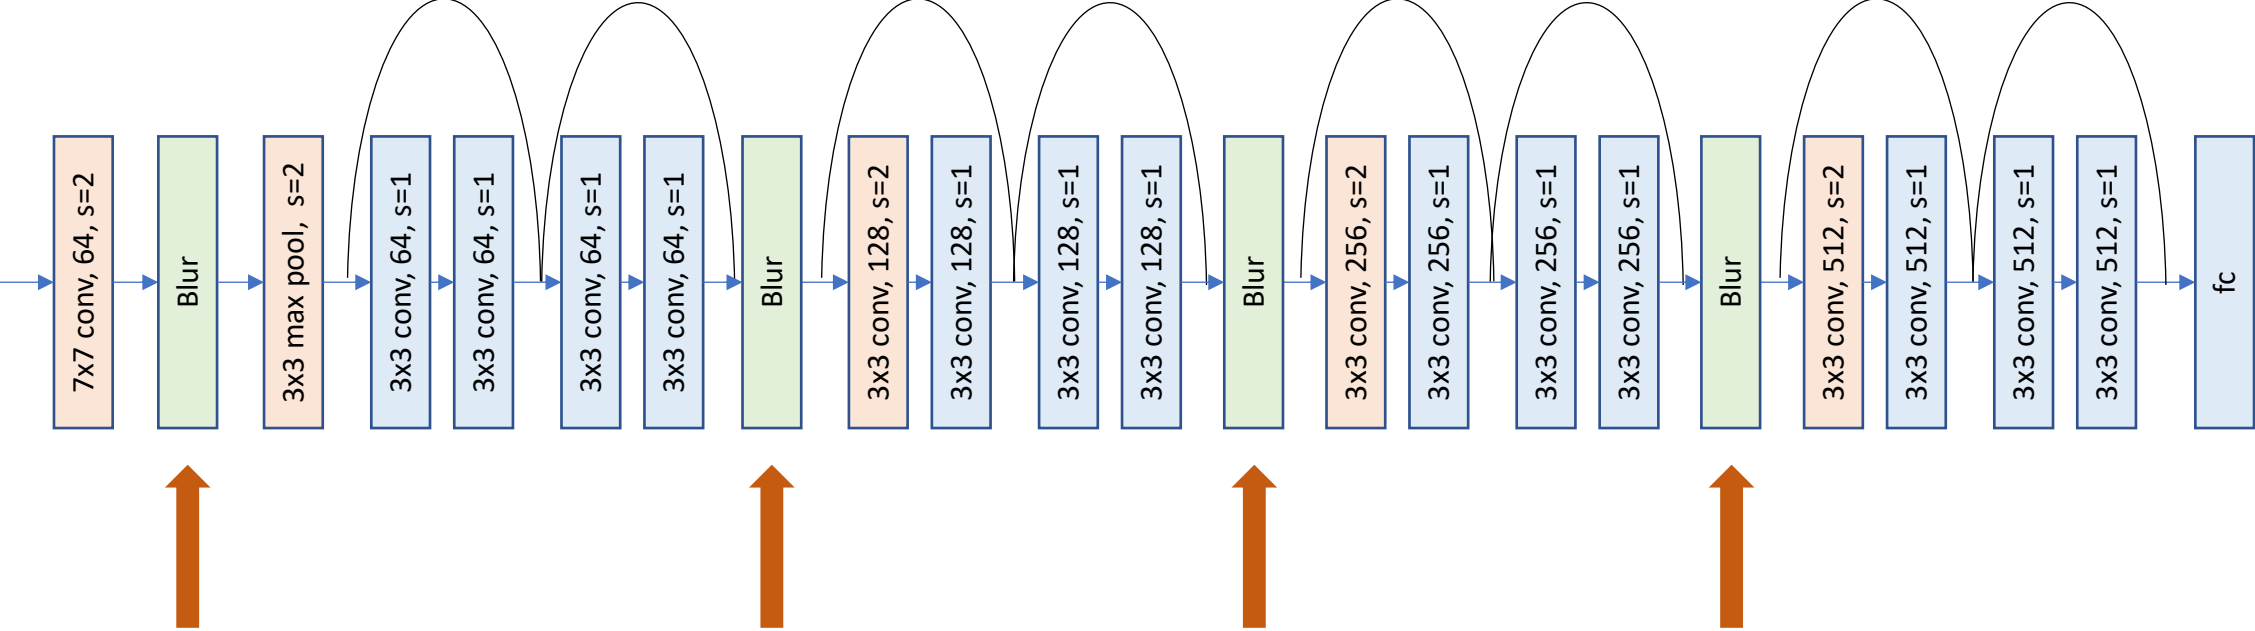 7x7 conv, 64, s=2
Blur
3x3 max pool, s=2
3x3 conv, 64, s=1
3x3 conv, 64, s=1
3x3 conv, 64, s=1
3x3 conv, 64, s=1
Blur
3x3 conv, 128, s=2
3x3 conv, 128, s=1
3x3 conv, 128, s=1
3x3 conv, 128, s=1
Blur
3x3 conv, 256, s=2
3x3 conv, 256, s=1
3x3 conv, 256, s=1
3x3 conv, 256, s=1
Blur
3x3 conv, 512, s=2
3x3 conv, 512, s=1
3x3 conv, 512, s=1
3x3 conv, 512, s=1
fc